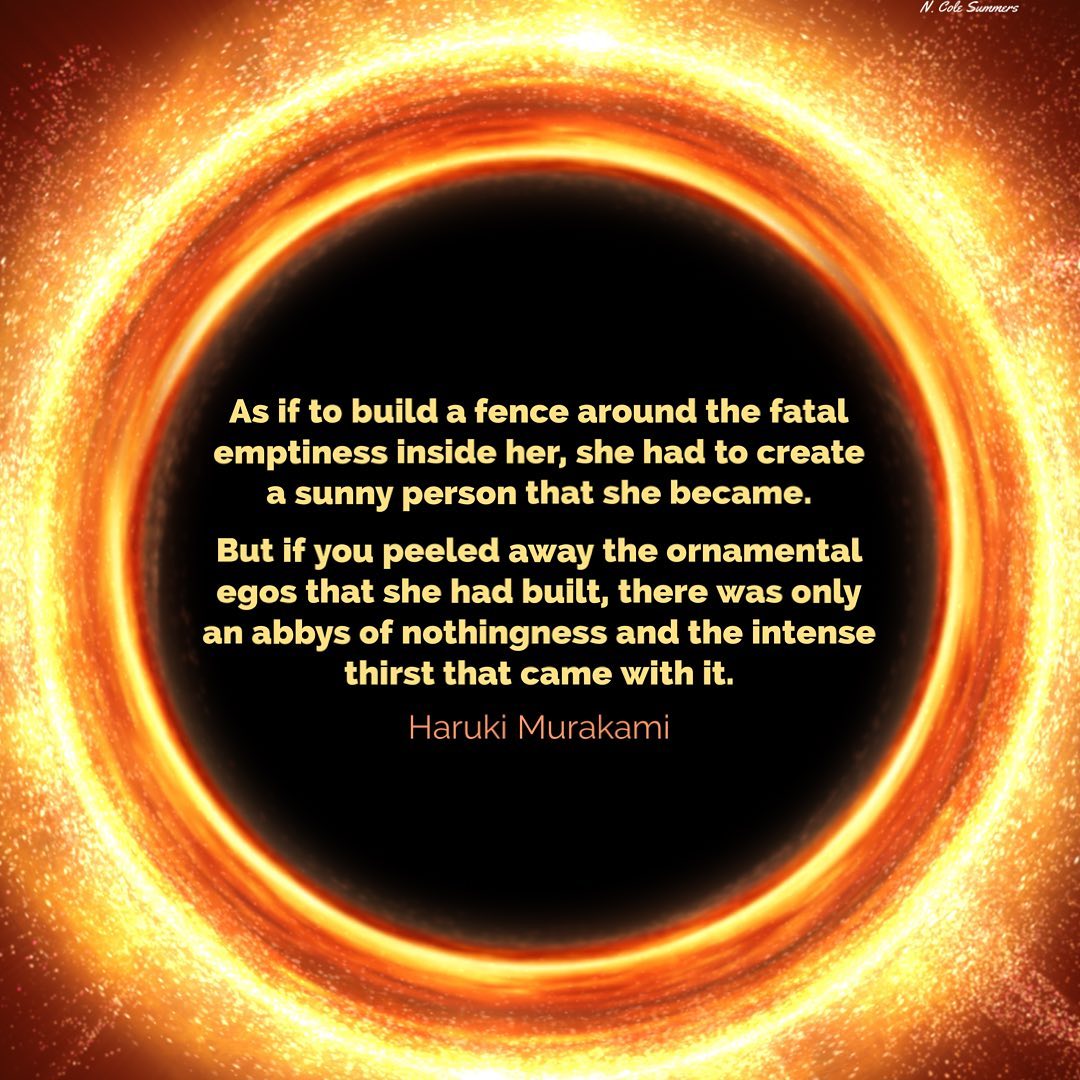 N. Cole Summers
As if to build a fence around the fatal
emptiness inside her, she had to create
a sunny person that she became.
But if you peeled away the ornamental
egos that she had built, there was only
an abbys of nothingness and the intense
thirst that came with it.
Haruki Murakami